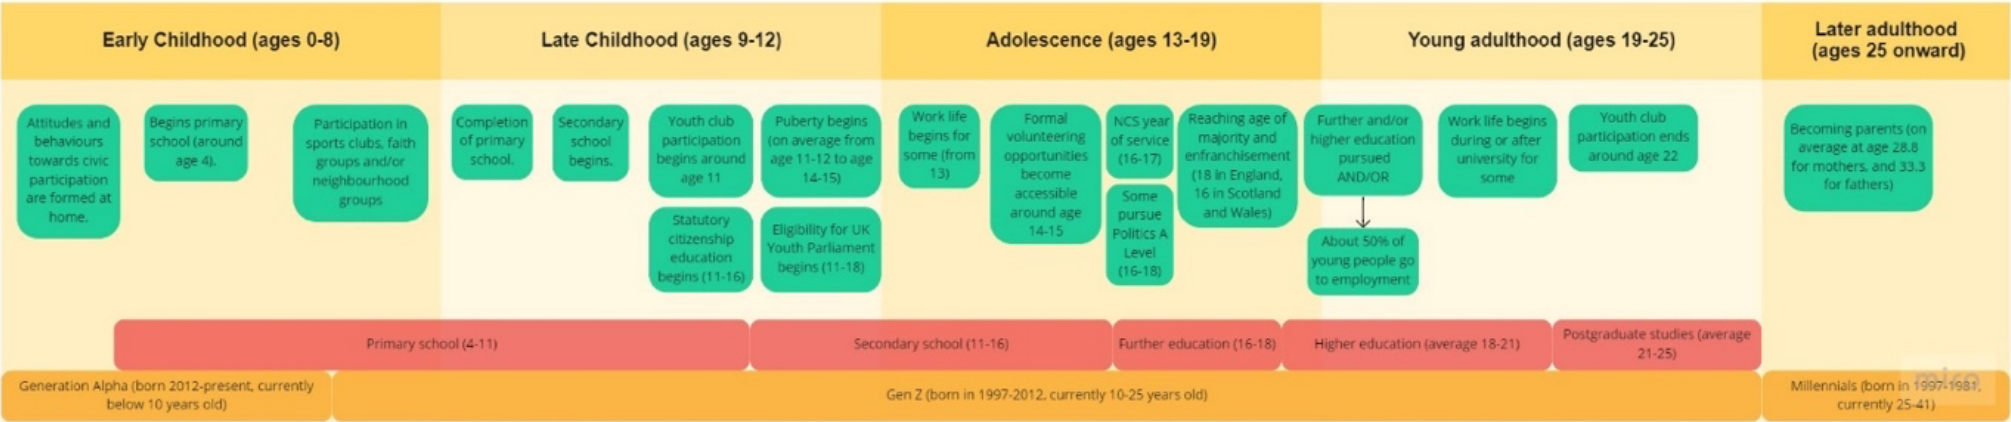 Early Childhood (ages 0-8)
Late Childhood (ages 9-12)
Adolescence (ages 13-19)
Young adulthood (ages 19-25)
Later adulthood
(ages 25 onward)
Attitudes and
behaviours
towards civic
participation
are formed at
home.
Begins primary
school (around
age 4).
Participation in
sports clubs, faith
groups and/or
neighbourhood
groups
Completion
of primary
school.
Secondary
school
begins.
Youth club
participation
begins around
age 11
Statutory
citizenship
education
begins (11-16)
Puberty begins
(on average from
age 11-12 to age
14-15)
Eligibility for UK
Youth Parliament
begins (11-18)
Work life
begins for
some (from
13)
Formal
volunteering
opportunities
become
accessible
around age
14-15
NCS year
of service
(16-17)
Some
pursue
Politics A
Level
(16-18)
Reaching age of
majority and
enfranchisement
(18 in England,
16 in Scotland
and Wales)
Further and/or
higher education
pursued
AND/OR
About 50% of
young people go
to employment
Work life begins
during or after
university for
some
Youth club
participation ends
around age 22
Becoming parents (on
average at age 28.8
for mothers, and 33.3
for fathers)
Primary school (4-11)
Secondary school (11-16)
Further education (16-18)
Higher education (average 18-21)
Postgraduate studies (average
21-25)
Generation Alpha (born 2012-present, currently
below 10 years old)
Gen Z (born in 1997-2012, currently 10-25 years old)
Millennials (born in 1997-1981,
currently 25-41)
miro